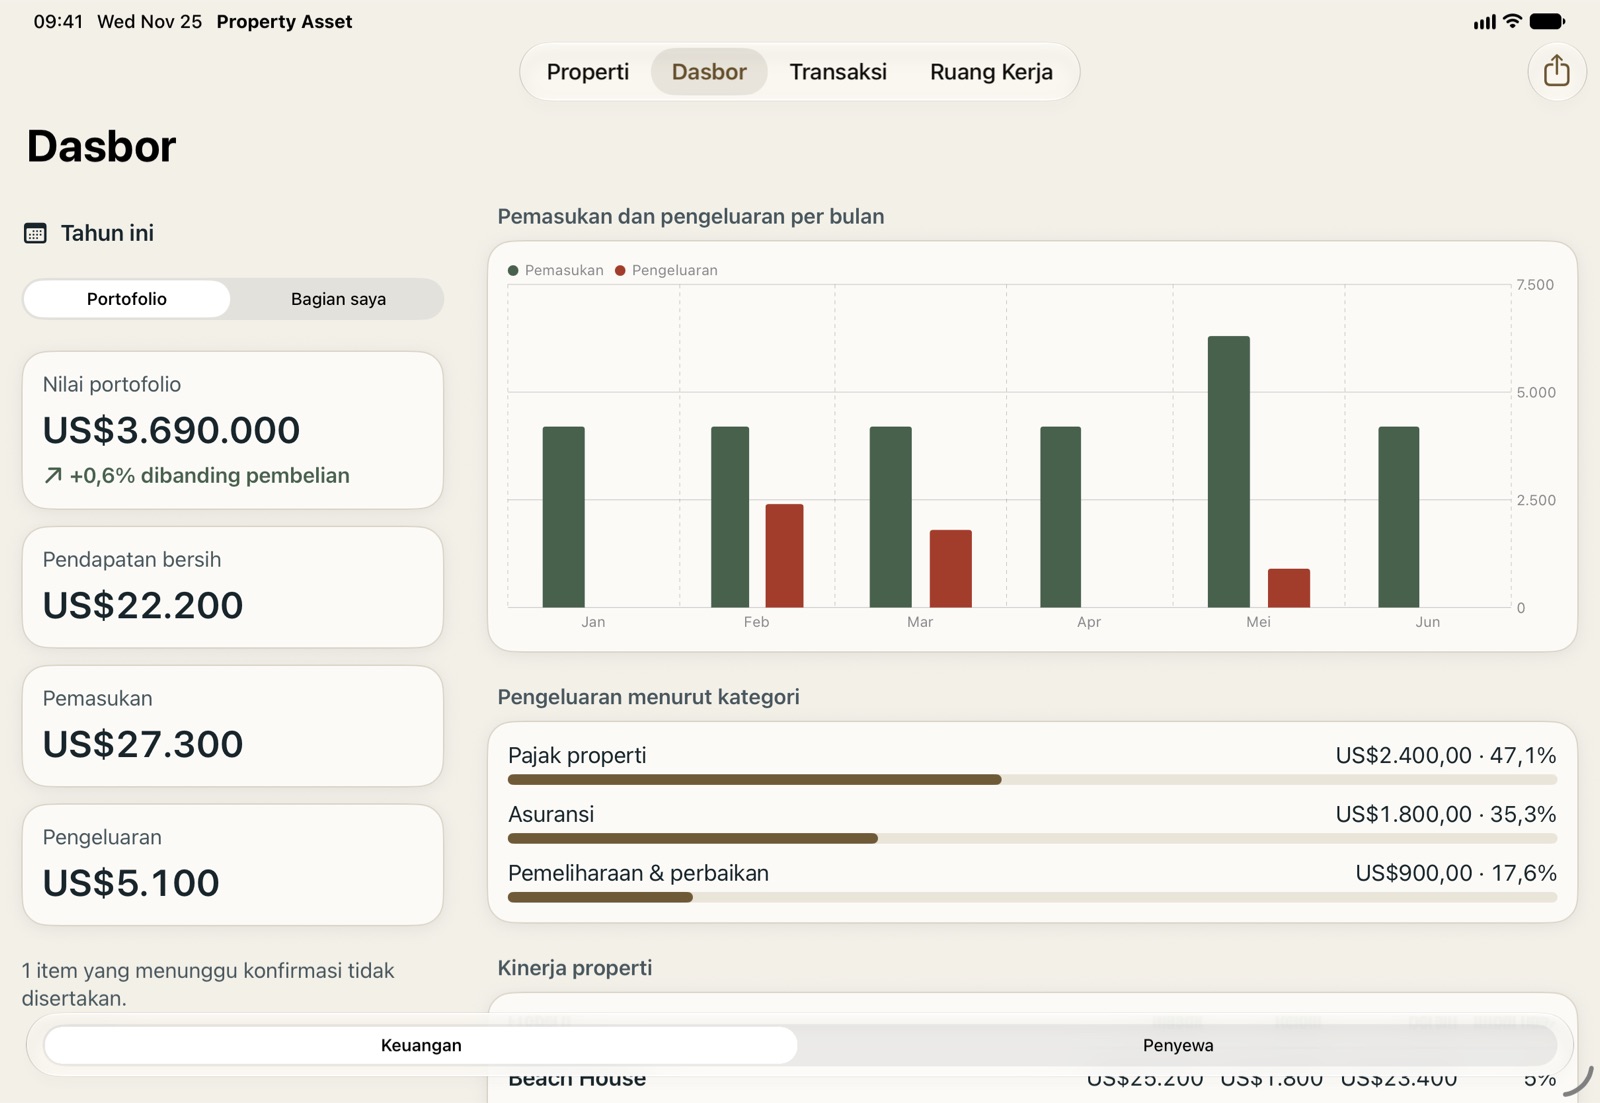 09:41 Wed Nov 25 Property Asset
Properti Dasbor Transaksi Ruang Kerja
Dasbor
Tahun ini
Portofolio Bagian saya
Nilai portofolio
US$3.690.000
+0,6% dibanding pembelian
Pendapatan bersih
US$22.200
Pemasukan
US$27.300
Pengeluaran
US$5.100
1 item yang menunggu konfirmasi tidak
disertakan.
Pemasukan dan pengeluaran per bulan
Pemasukan Pengeluaran
7.500
5.000
2.500
0
Jan Feb Mar Apr Mei Jun
Pengeluaran menurut kategori
Pajak properti US$2.400,00 · 47,1%
Asuransi US$1.800,00 · 35,3%
Pemeliharaan & perbaikan US$900,00 · 17,6%
Kinerja properti
Keuangan Penyewa
Beach House US$25.200 US$1.800 US$23.400 5%